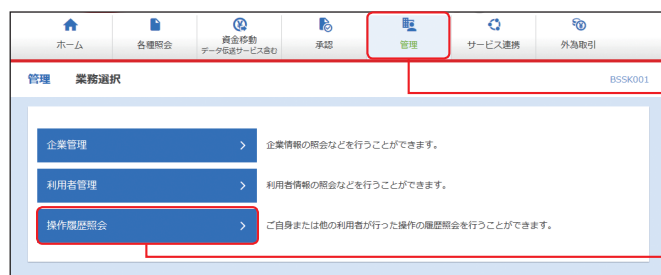 ホーム
各種照会
資金移動
データ伝送サービス含む
承認
管理
サービス連携
外為取引
管理 業務選択
BSSK001
企業管理
企業情報の照会などを行うことができます。
利用者管理
利用者情報の照会などを行うことができます。
操作履歴照会
ご自身または他の利用者が行った操作の履歴照会を行うことができます。